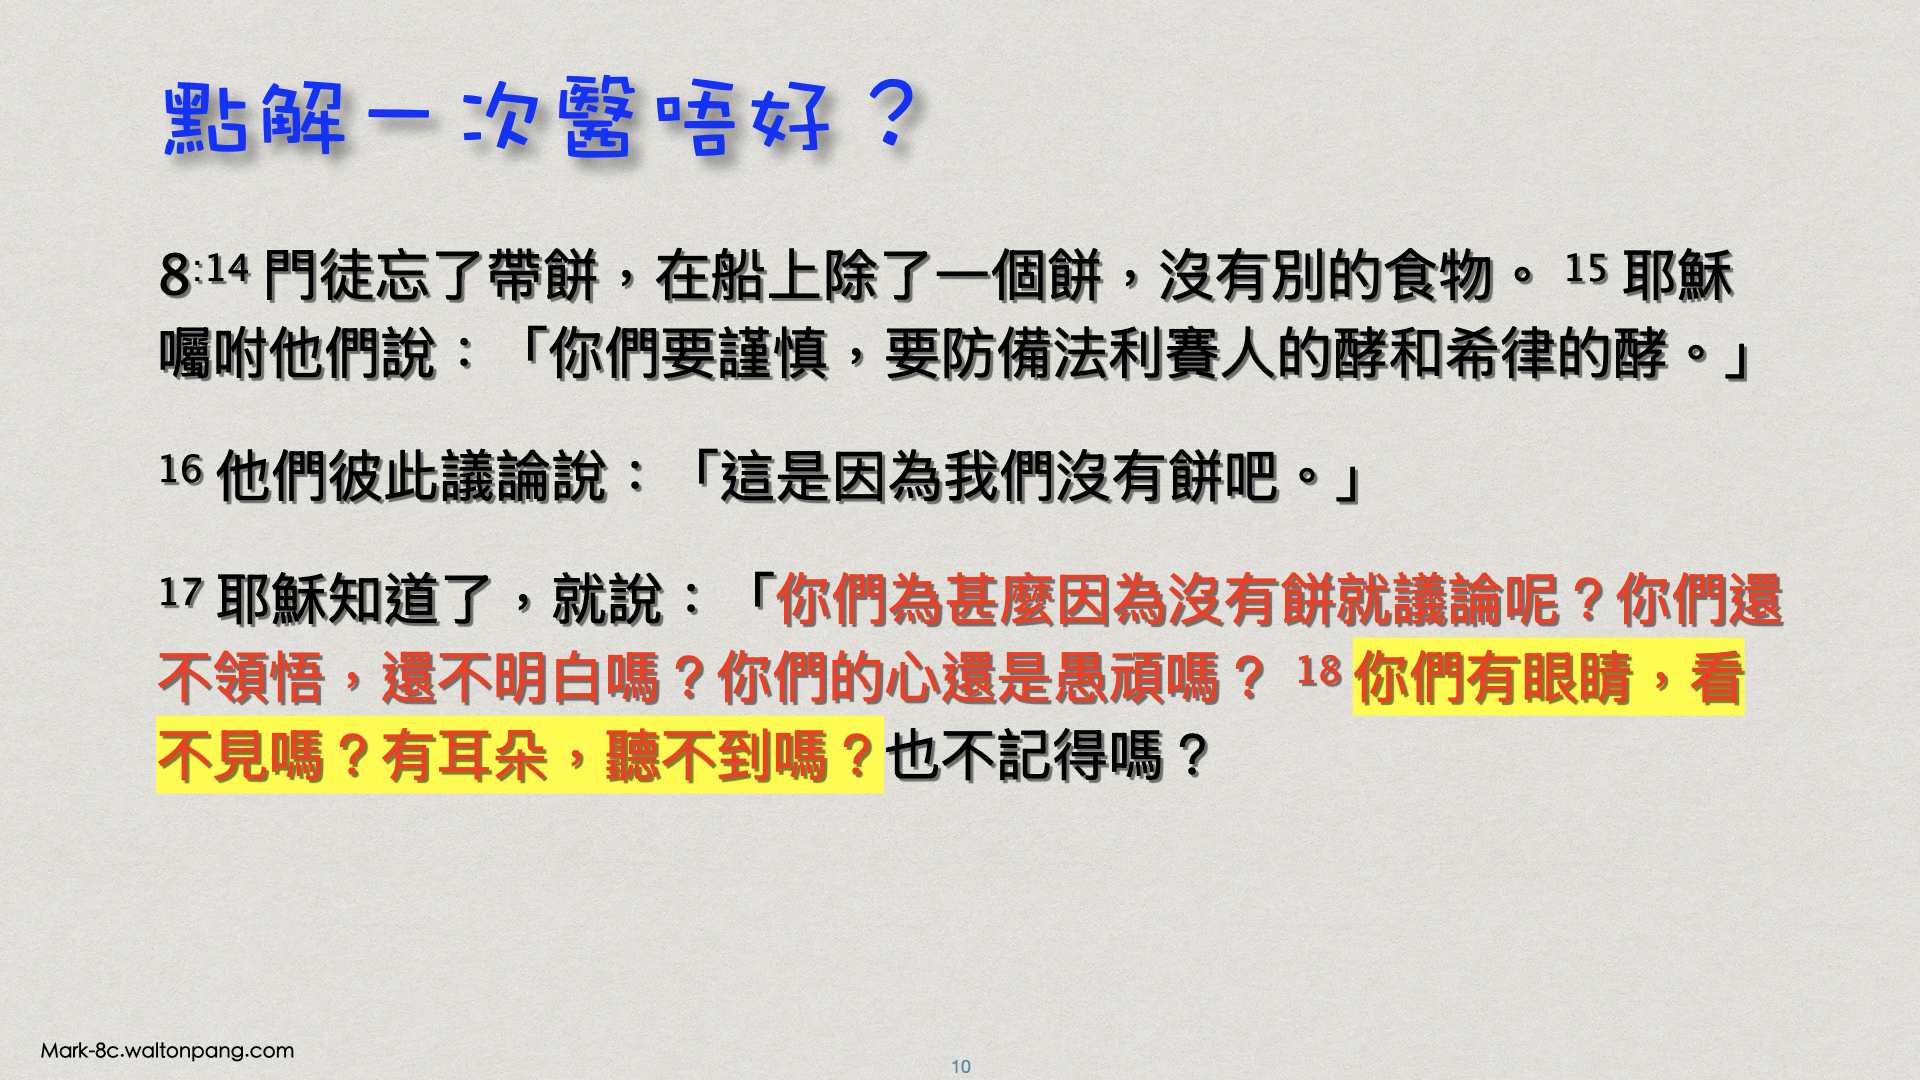 點解一次醫唔好？
8:14 門徒忘了帶餅，在船上除了一個餅，沒有別的食物。 15 耶穌
囑咐他們說：「你們要謹慎，要防備法利賽人的酵和希律的酵。」
16 他們彼此議論說：「這是因為我們沒有餅吧。」
17 耶穌知道了，就說：「你們為甚麼因為沒有餅就議論呢？你們還
不領悟，還不明白嗎？你們的心還是愚頑嗎？ 18 你們有眼睛，看
不見嗎？有耳朵，聽不到嗎？也不記得嗎？
Mark-8c.waltonpang.com
10